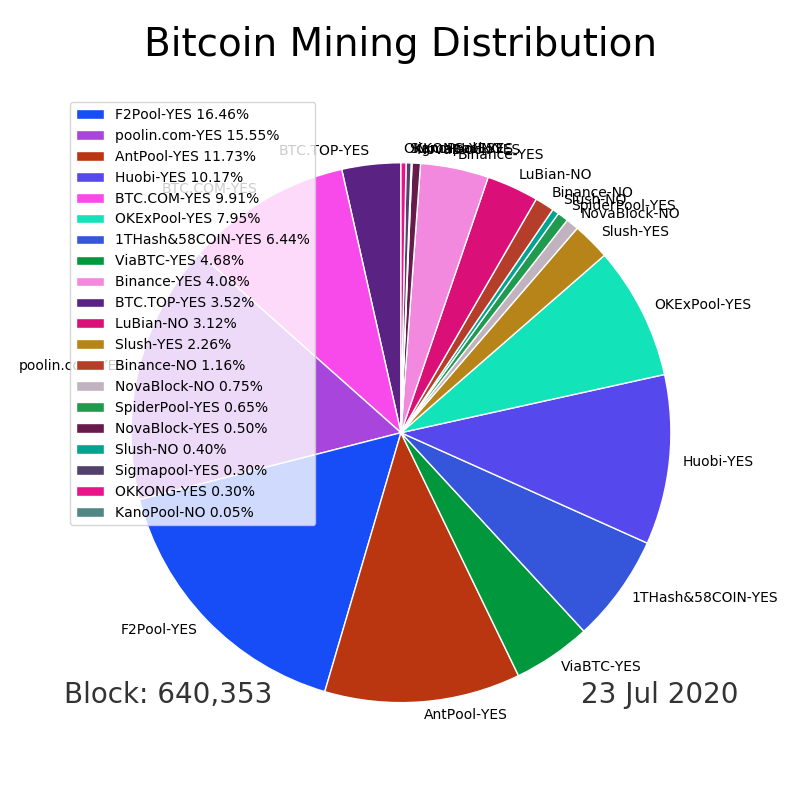 Bitcoin Mining Distribution
F2Pool-YES 16.46%
poolin.com-YES 15.55%
AntPool-YES 11.73%
Huobi-YES 10.17%
BTC.COM-YES 9.91%
OKExPool-YES 7.95%
1THash&58COIN-YES 6.44%
ViaBTC-YES 4.68%
Binance-YES 4.08%
BTC.TOP-YES 3.52%
LuBian-NO 3.12%
Slush-YES 2.26%
Binance-NO 1.16%
NovaBlock-NO 0.75%
SpiderPool-YES 0.65%
NovaBlock-YES 0.50%
Slush-NO 0.40%
Sigmapool-YES 0.30%
OKKONG-YES 0.30%
KanoPool-NO 0.05%
BTC.TOP-YES
BTC.COM-YES
poolin.com-YES
F2Pool-YES
AntPool-YES
ViaBTC-YES
1THash&58COIN-YES
Huobi-YES
OKExPool-YES
Slush-YES
NovaBlock-NO
SpiderPool-YES
Slush-NO
Binance-NO
LuBian-NO
Binance-YES
Block: 640,353
23 Jul 2020